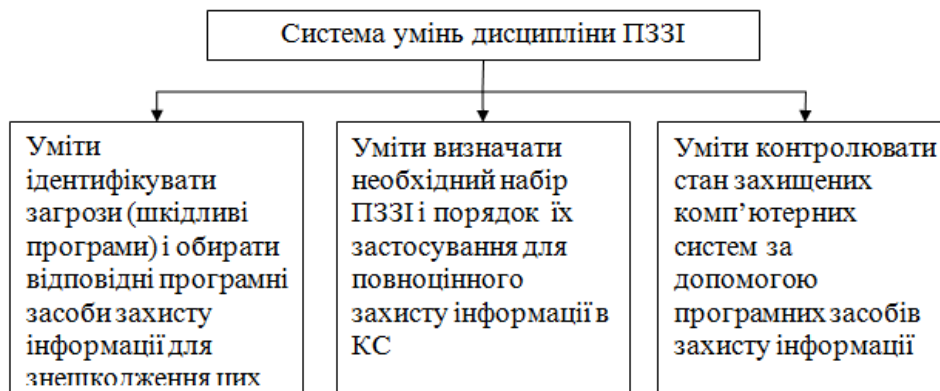 Система умінь дисципліни ПЗЗІ
Уміти
ідентифікувати
загрози (шкідливі
програми) і обирати
відповідні програмні
засоби захисту
інформації для
знешкодження цих
Уміти визначати
необхідний набір
ПЗЗІ і порядок їх
застосування для
повноцінного
захисту інформації в
КС
Уміти контролювати
стан захищених
комп’ютерних
систем за
допомогою
програмних засобів
захисту інформації